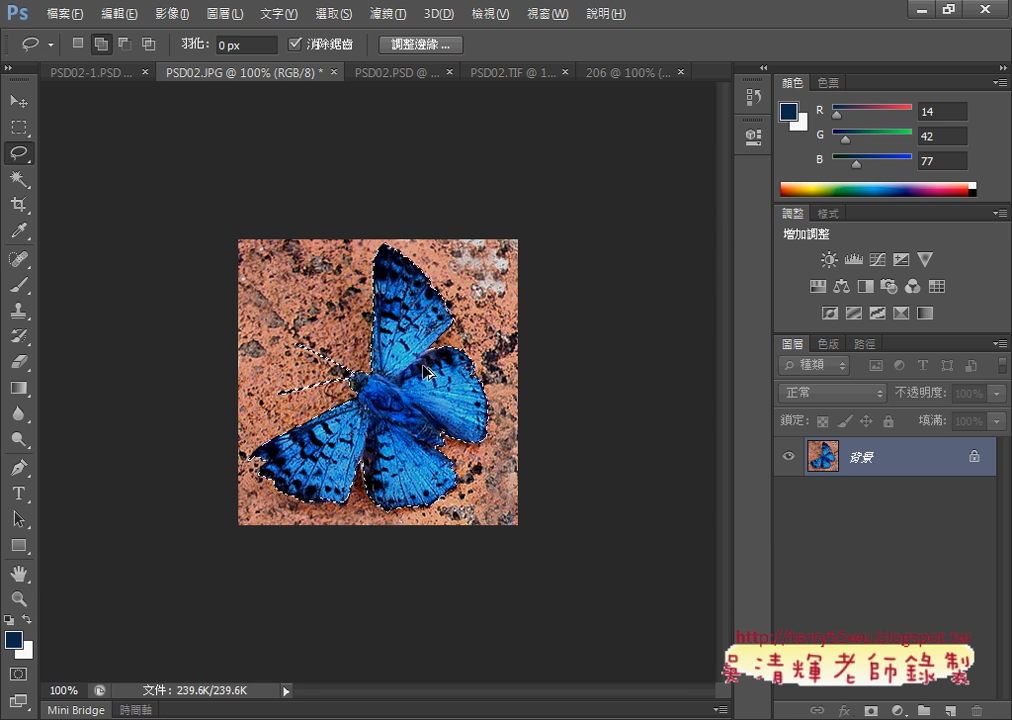 Ps 檔案(F) 編輯(E) 影像(I) 圖層(L) 文字(Y) 選取(S) 濾鏡(T) 3D(D) 檢視(V) 視窗(W) 說明(H)
羽化: 0 px 消除鋸齒 調整邊緣 ...
PSD02-1.PSD ... × PSD02.JPG @ 100% (RGB/8) * × PSD02.PSD @ ... × PSD02.TIF @ 1... × 206 @ 100% (... ×
顏色 色票
R 14
G 42
B 77
調整 樣式
增加調整
圖層 色版 路徑
種類
正常 不透明度: 100%
鎖定: 填滿: 100%
背景
http://terry55wu.blogspot.tw
吳清輝老師錄製
100% 文件: 239.6K/239.6K
Mini Bridge 時間軸